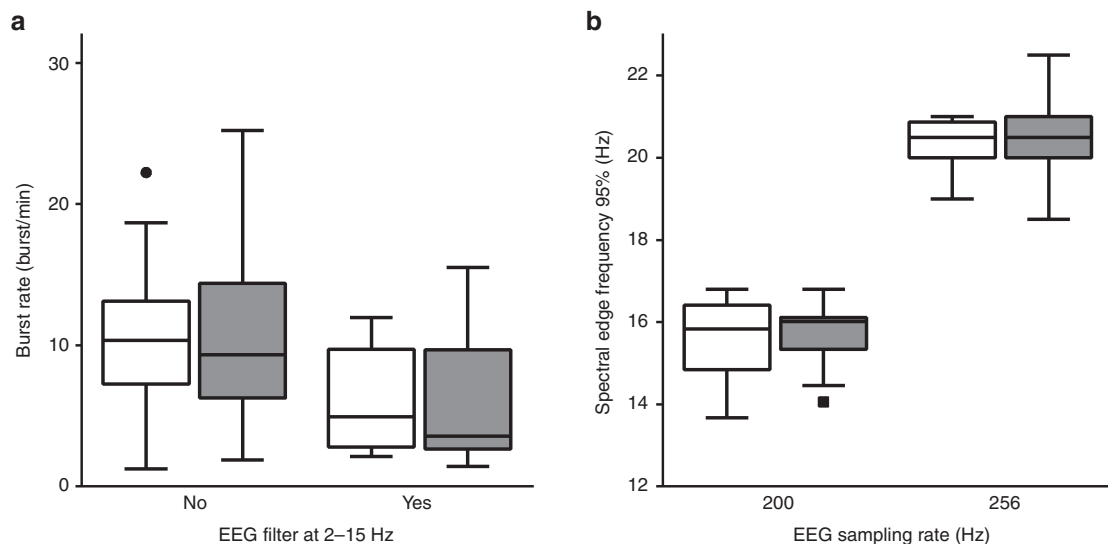 a
30
20
10
0
Burst rate (burst/min)
No
Yes
EEG filter at 2–15 Hz
b
22
20
18
16
14
12
Spectral edge frequency 95% (Hz)
200
256
EEG sampling rate (Hz)